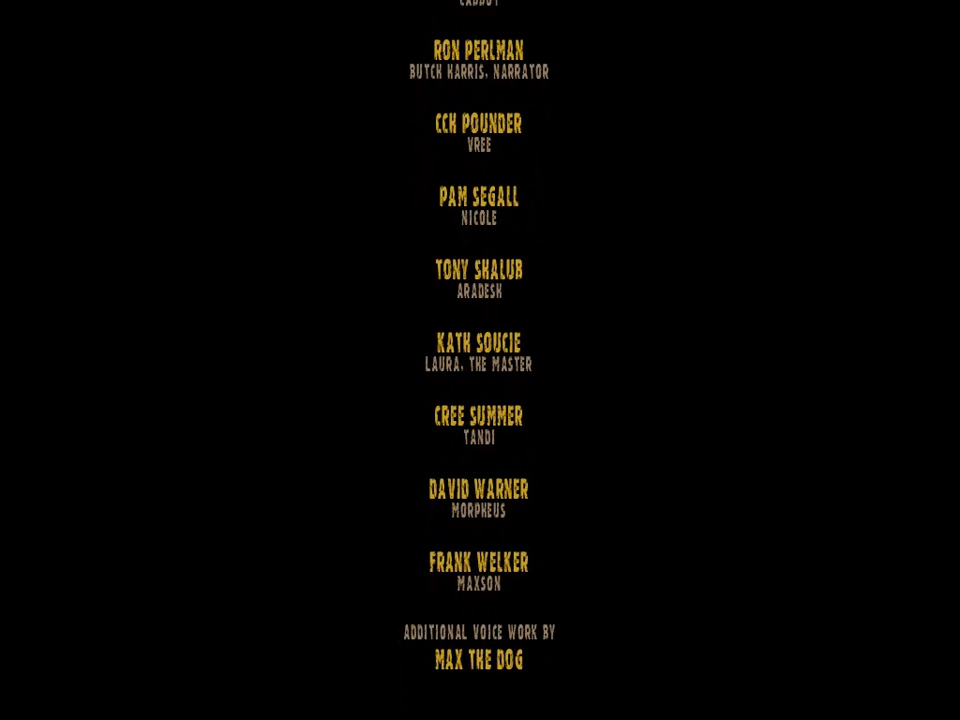 RON PERLMAN
BUTCH HARRIS, NARRATOR
CCH POUNDER
VREE
PAM SEGALL
NICOLE
TONY SHALUB
ARADESH
KATH SOUCIE
LAURA, THE MASTER
CREE SUMMER
TANDI
DAVID WARNER
MORPHEUS
FRANK WELKER
MAXSON
ADDITIONAL VOICE WORK BY
MAX THE DOG